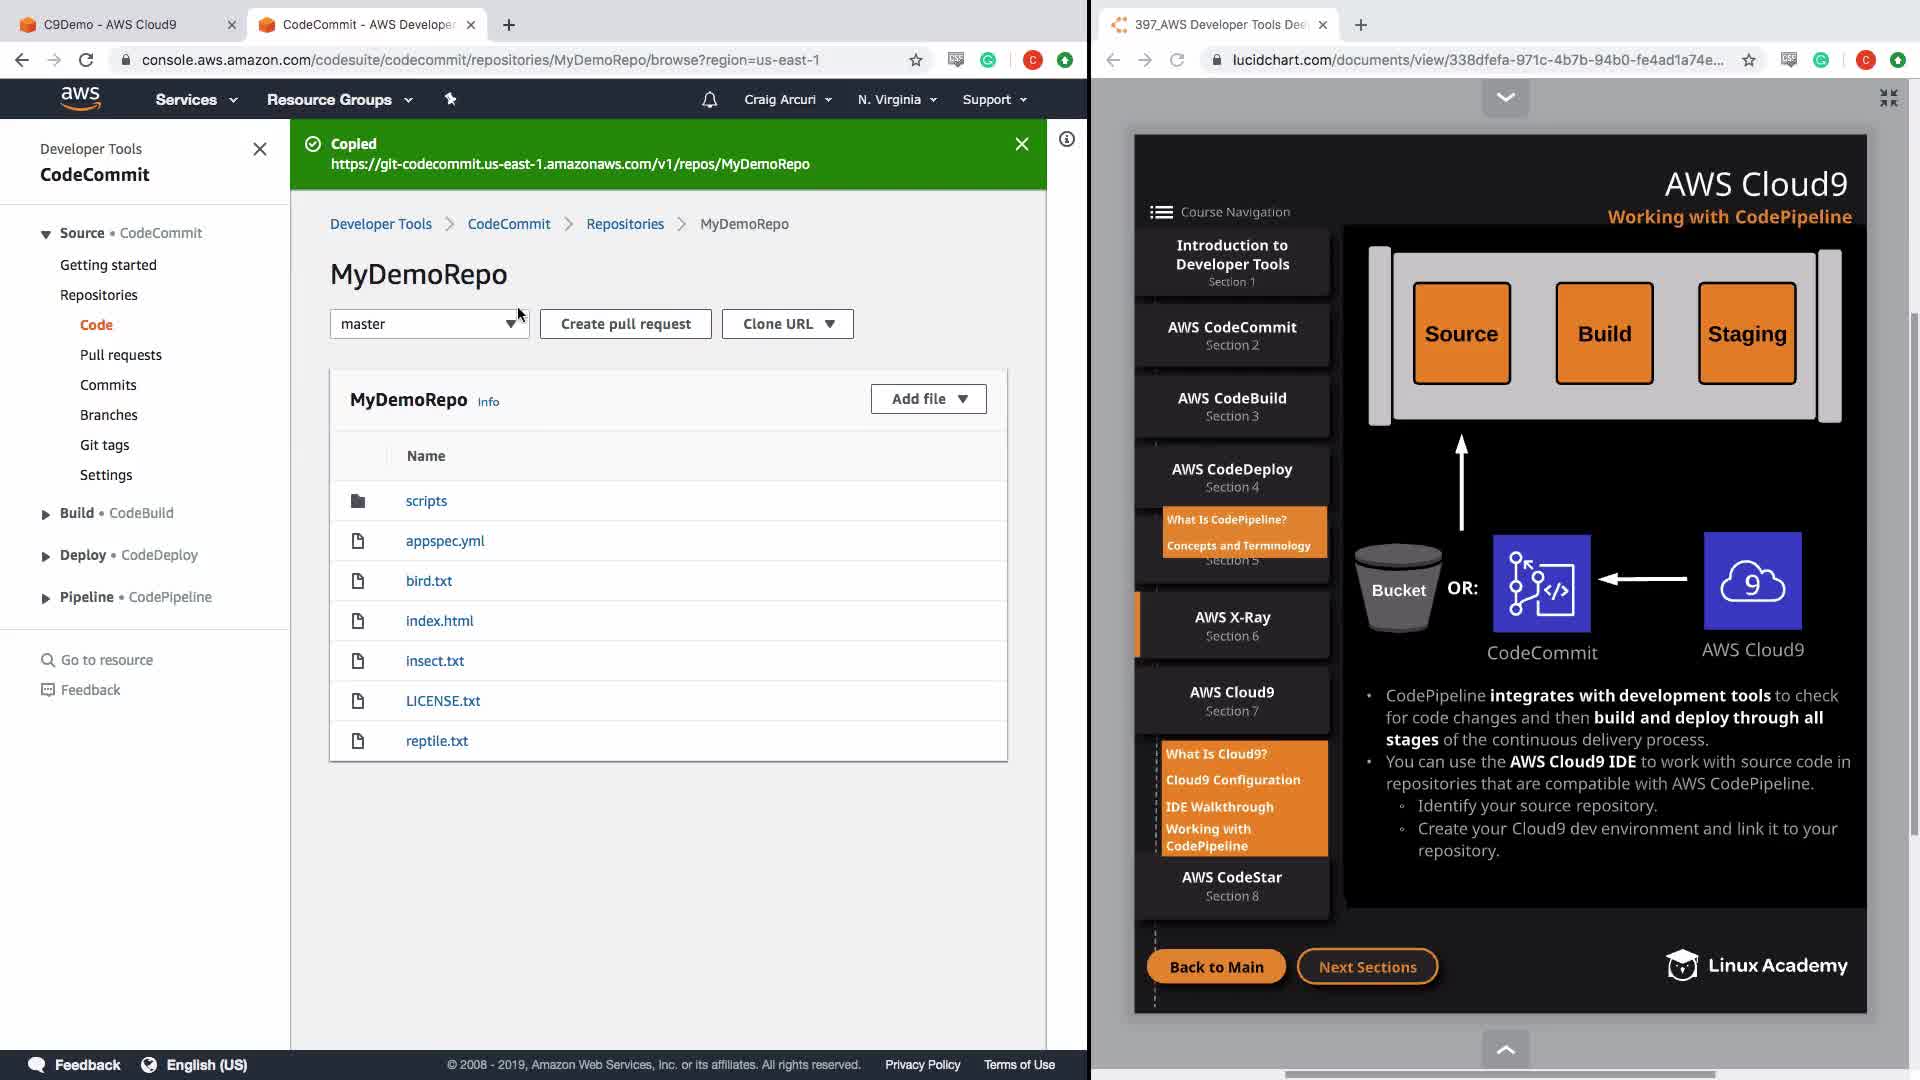 C9Demo - AWS Cloud9
CodeCommit - AWS Developer
console.aws.amazon.com/codesuite/codecommit/repositories/MyDemoRepo/browse?region=us-east-1
aws
Services
Resource Groups
Craig Arcuri
N. Virginia
Support
Developer Tools
CodeCommit
Source • CodeCommit
Getting started
Repositories
Code
Pull requests
Commits
Branches
Git tags
Settings
Build • CodeBuild
Deploy • CodeDeploy
Pipeline • CodePipeline
Go to resource
Feedback
Copied
https://git-codecommit.us-east-1.amazonaws.com/v1/repos/MyDemoRepo
Developer Tools > CodeCommit > Repositories > MyDemoRepo
MyDemoRepo
master
Create pull request
Clone URL
MyDemoRepo Info
Add file
Name
scripts
appspec.yml
bird.txt
index.html
insect.txt
LICENSE.txt
reptile.txt
Feedback
English (US)
© 2008 - 2019, Amazon Web Services, Inc. or its affiliates. All rights reserved.
Privacy Policy
Terms of Use
397_AWS Developer Tools Dee
lucidchart.com/documents/view/338dfefa-971c-4b7b-94b0-fe4ad1a74e...
AWS Cloud9
Working with CodePipeline
Course Navigation
Introduction to
Developer Tools
Section 1
AWS CodeCommit
Section 2
AWS CodeBuild
Section 3
AWS CodeDeploy
Section 4
What Is CodePipeline?
Concepts and Terminology
Section 5
AWS X-Ray
Section 6
AWS Cloud9
Section 7
What Is Cloud9?
Cloud9 Configuration
IDE Walkthrough
Working with
CodePipeline
AWS CodeStar
Section 8
Source
Build
Staging
Bucket
OR:
9
CodeCommit
AWS Cloud9
• CodePipeline integrates with development tools to check
for code changes and then build and deploy through all
stages of the continuous delivery process.
• You can use the AWS Cloud9 IDE to work with source code in
repositories that are compatible with AWS CodePipeline.
◦ Identify your source repository.
◦ Create your Cloud9 dev environment and link it to your
repository.
Back to Main
Next Sections
Linux Academy